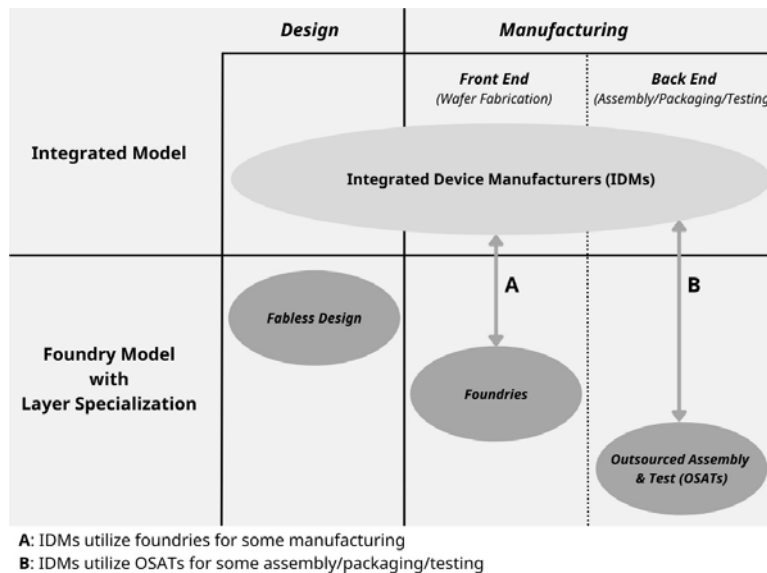 Design
Manufacturing
Front End
(Wafer Fabrication)
Back End
(Assembly/Packaging/Testing)
Integrated Model
Integrated Device Manufacturers (IDMs)
A
B
Fabless Design
Foundry Model
with
Layer Specialization
Foundries
Outsourced Assembly
& Test (OSATs)
A: IDMs utilize foundries for some manufacturing
B: IDMs utilize OSATs for some assembly/packaging/testing